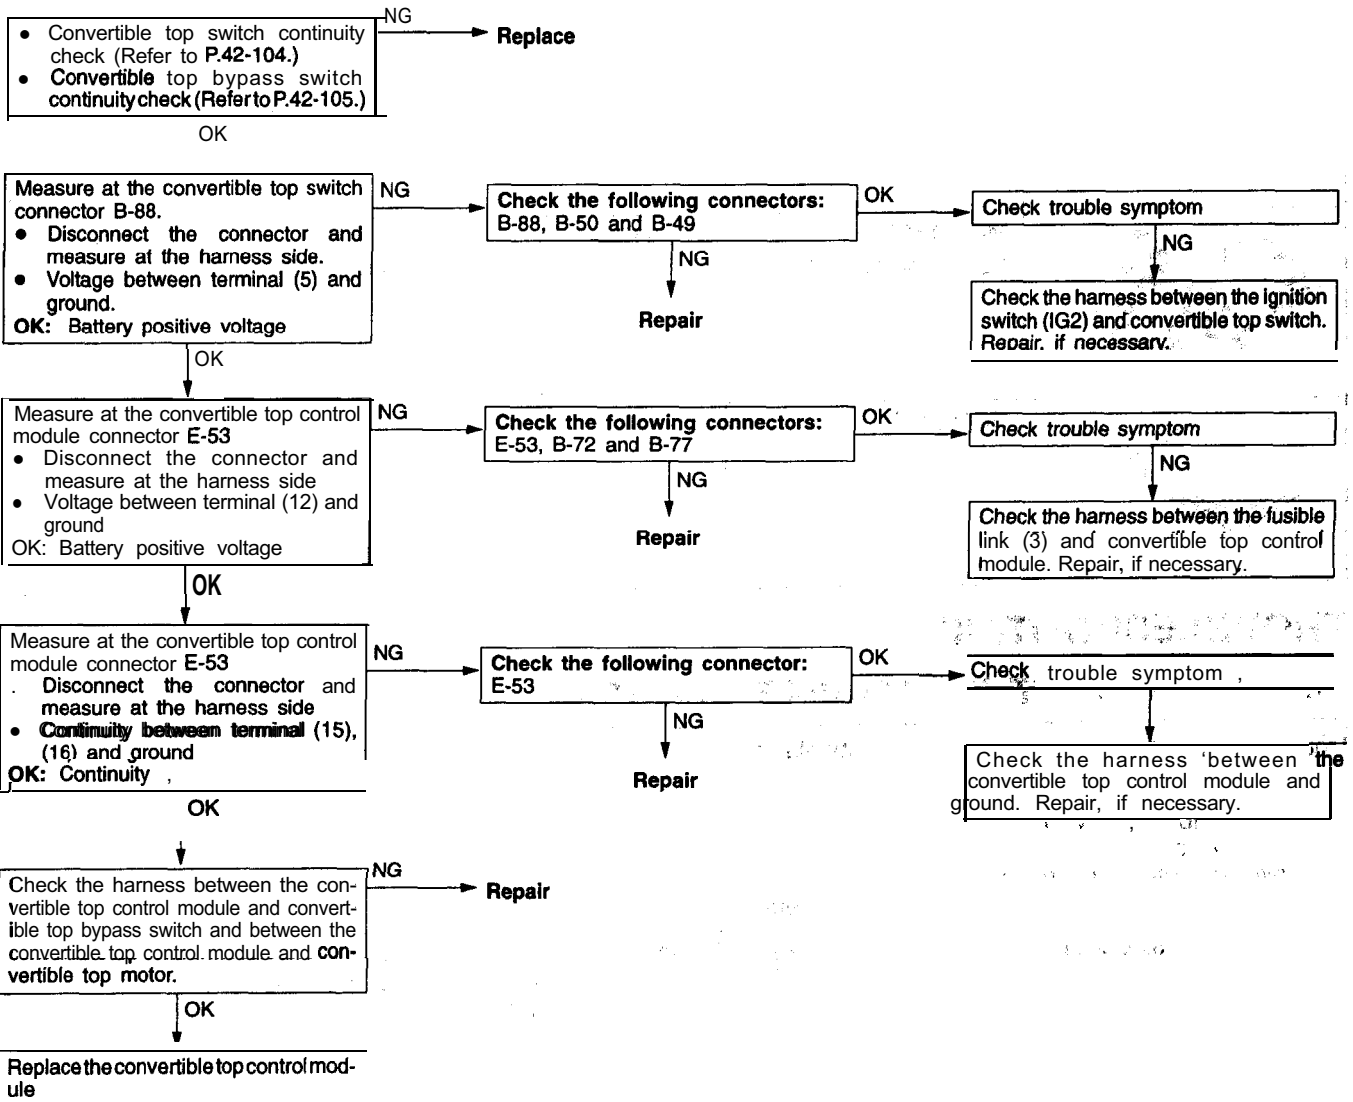 NG
• Convertible top switch continuity
check (Refer to P.42-104.)
• Convertible top bypass switch
continuity check (Refer to P.42-105.)
Replace
OK
Measure at the convertible top switch
connector B-88.
• Disconnect the connector and
measure at the harness side.
• Voltage between terminal (5) and
ground.
OK: Battery positive voltage
NG
Check the following connectors:
B-88, B-50 and B-49
OK
Check trouble symptom
NG
Repair
NG
Check the harness between the ignition
switch (IG2) and convertible top switch.
Repair, if necessary.
OK
Measure at the convertible top control
module connector E-53
• Disconnect the connector and
measure at the harness side
• Voltage between terminal (12) and
ground
OK: Battery positive voltage
NG
Check the following connectors:
E-53, B-72 and B-77
OK
Check trouble symptom
NG
Repair
NG
Check the harness between the fusible
link (3) and convertible top control
module. Repair, if necessary.
OK
Measure at the convertible top control
module connector E-53
. Disconnect the connector and
measure at the harness side
• Continuity between terminal (15),
(16) and ground
OK: Continuity ,
NG
Check the following connector:
E-53
OK
Check trouble symptom ,
NG
Repair
Check the harness 'between the
convertible top control module and
ground. Repair, if necessary.
OK
Check the harness between the con-
vertible top control module and convert-
ible top bypass switch and between the
convertible top control module and con-
vertible top motor.
NG
Repair
OK
Replace the convertible top control mod-
ule